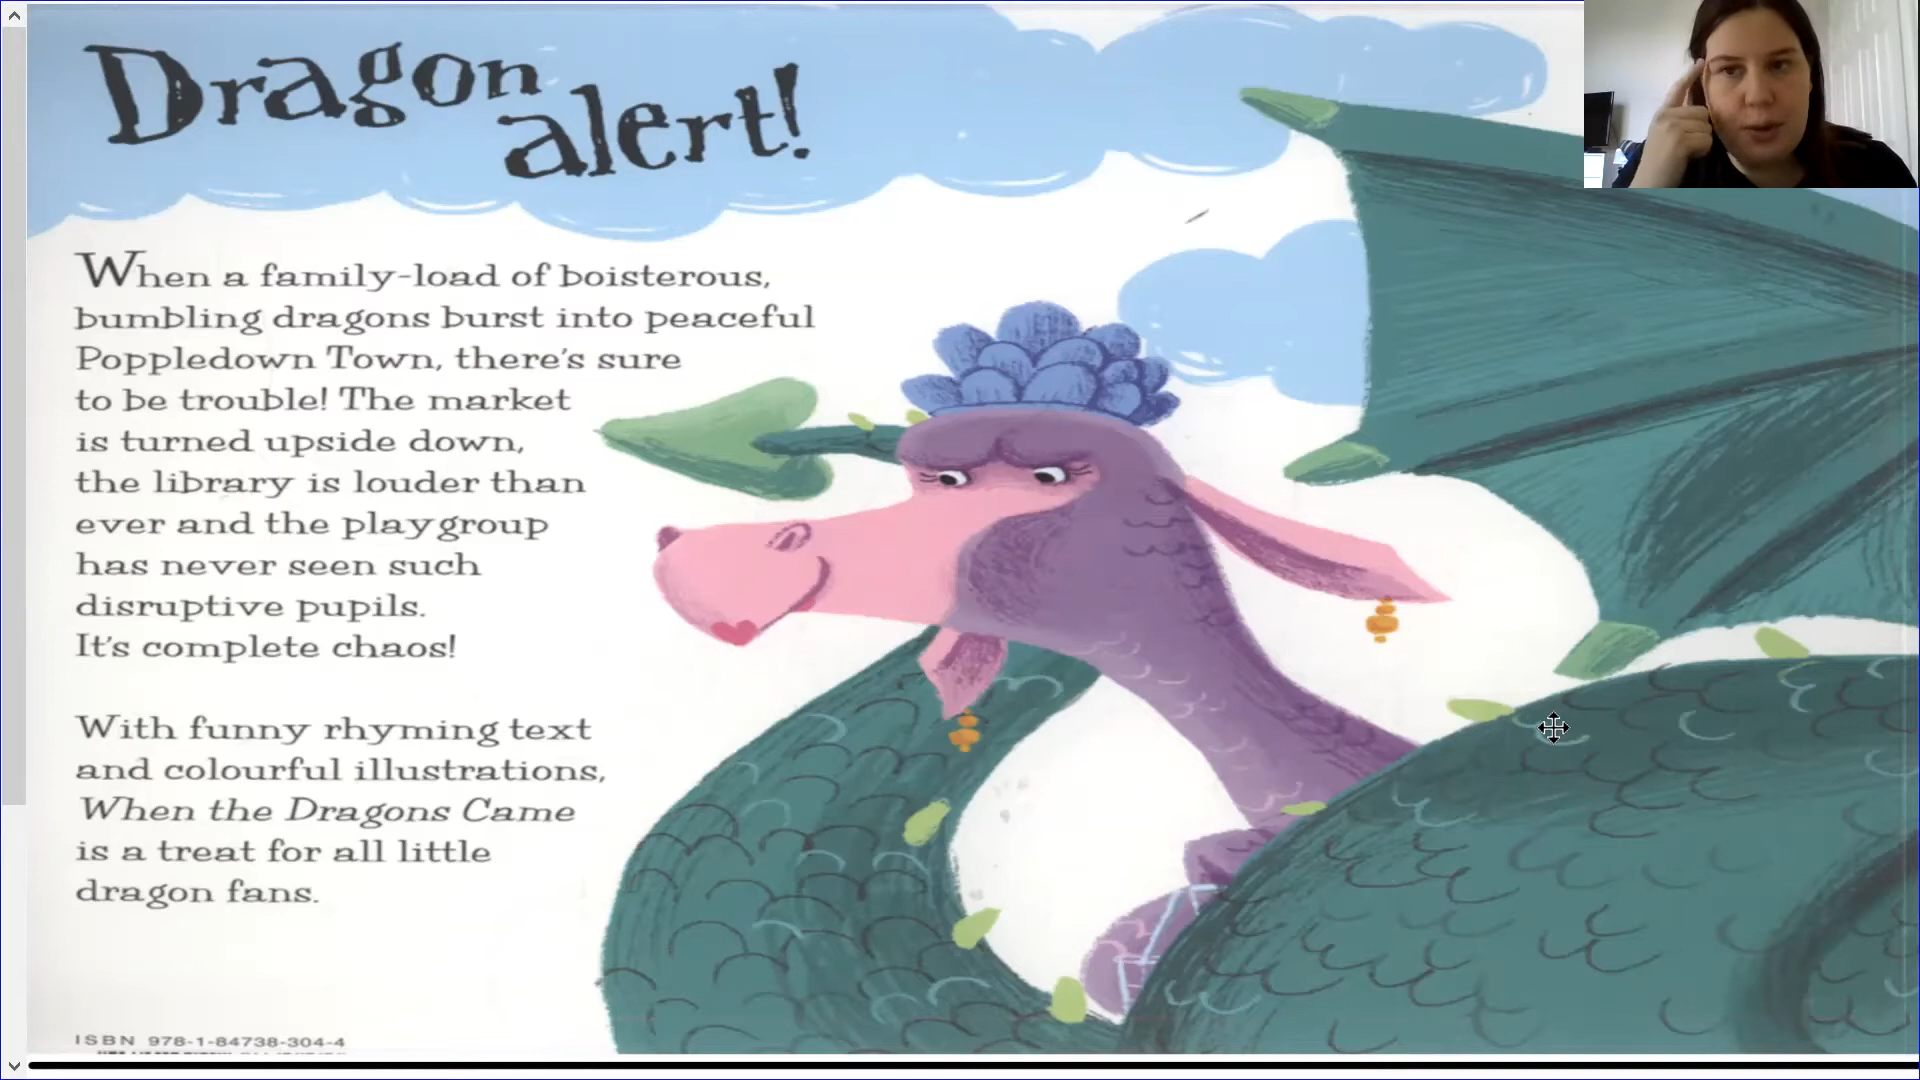 Dragon
alert!
When a family-load of boisterous,
bumbling dragons burst into peaceful
Poppledown Town, there's sure
to be trouble! The market
is turned upside down,
the library is louder than
ever and the playgroup
has never seen such
disruptive pupils.
It's complete chaos!
With funny rhyming text
and colourful illustrations,
When the Dragons Came
is a treat for all little
dragon fans.
ISBN 978-1-84738-304-4